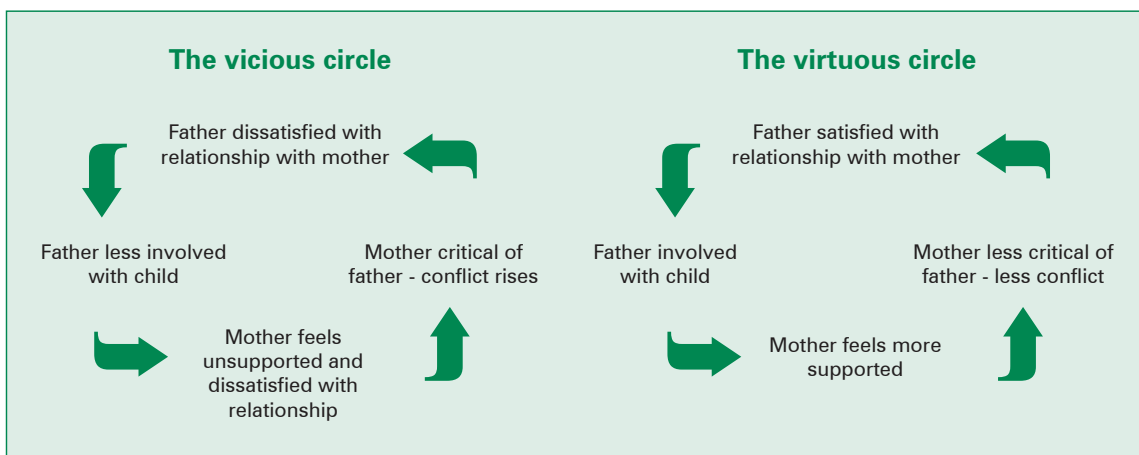 The vicious circle
Father dissatisfied with
relationship with mother
Father less involved
with child
Mother feels
unsupported and
dissatisfied with
relationship
Mother critical of
father - conflict rises
The virtuous circle
Father satisfied with
relationship with mother
Father involved
with child
Mother feels more
supported
Mother less critical of
father - less conflict